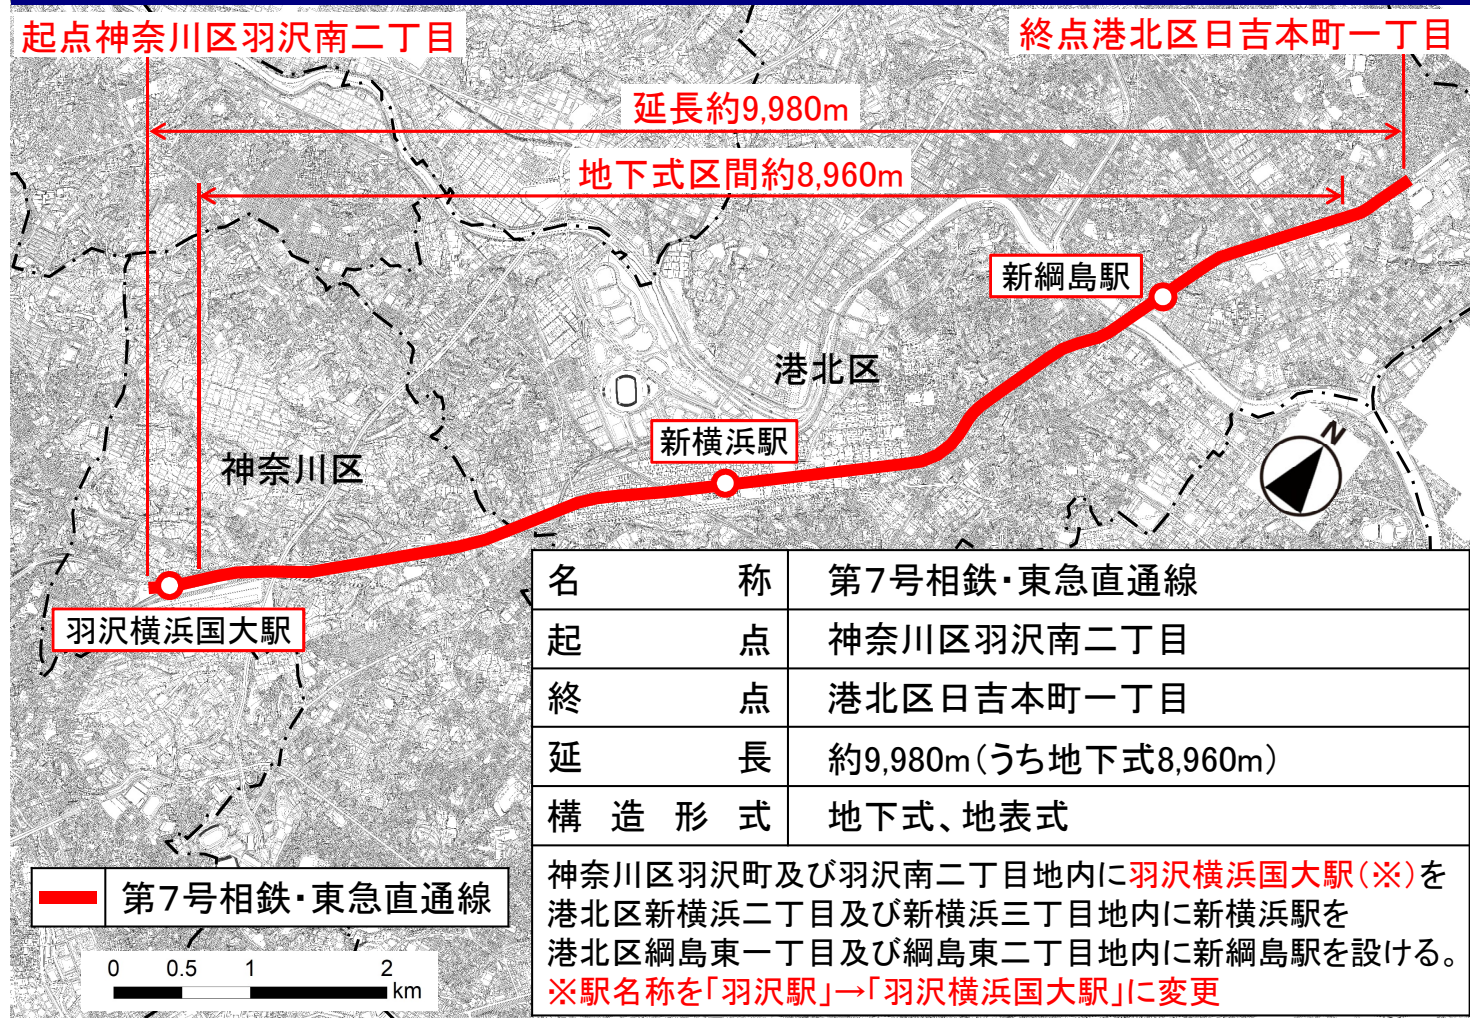 起点神奈川区羽沢南二丁目
終点港北区日吉本町一丁目
延長約9,980m
地下式区間約8,960m
新綱島駅
港北区
新横浜駅
神奈川区
N
羽沢横浜国大駅
名称 第7号相鉄・東急直通線
起点 神奈川区羽沢南二丁目
終点 港北区日吉本町一丁目
延長 約9,980m(うち地下式8,960m)
構造形式 地下式、地表式
神奈川区羽沢町及び羽沢南二丁目地内に羽沢横浜国大駅(※)を
港北区新横浜二丁目及び新横浜三丁目地内に新横浜駅を
港北区綱島東一丁目及び綱島東二丁目地内に新綱島駅を設ける。
※駅名称を「羽沢駅」→「羽沢横浜国大駅」に変更
第7号相鉄・東急直通線
0 0.5 1 2
km